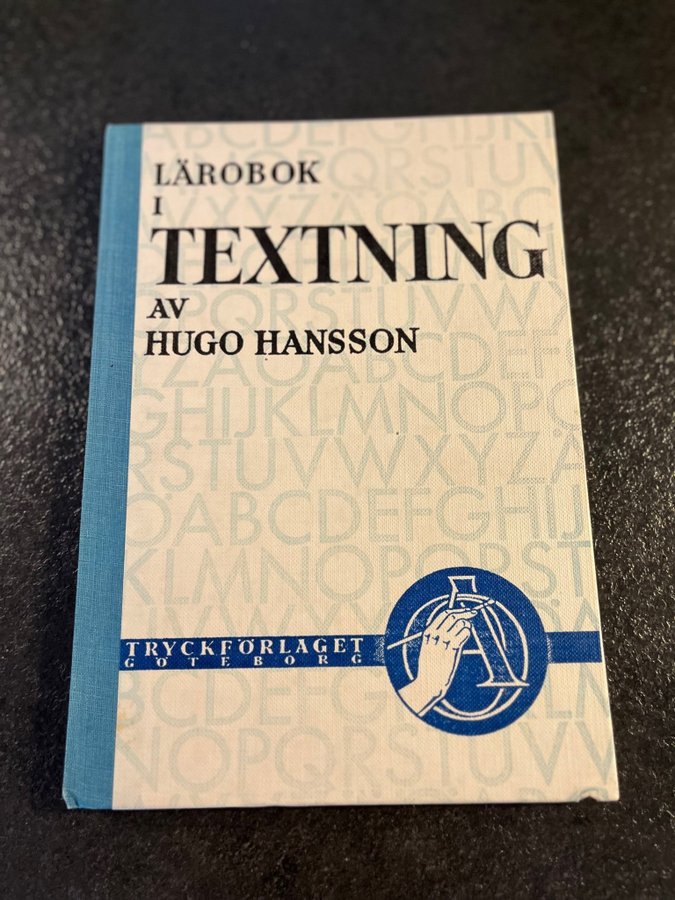 LÄROBOK
I
TEXTNING
AV
HUGO HANSSON
TRYCKFÖRLAGET
GÖTEBORG